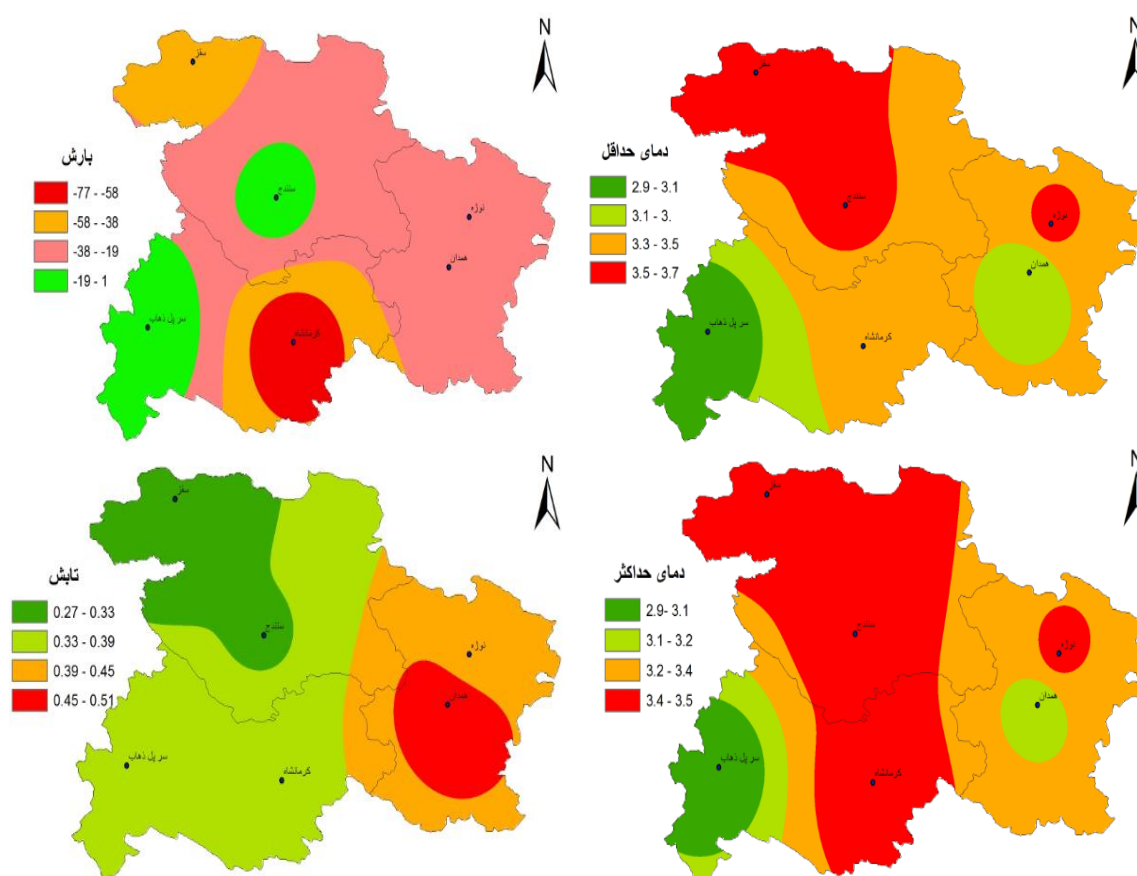 N
سقز
سنندج
نوژه
همدان
سر پل ذهاب
کرمانشاه
بارش
-77 - -58
-58 - -38
-38 - -19
-19 - 1
N
سقز
سنندج
نوژه
همدان
سر پل ذهاب
کرمانشاه
دمای حداقل
2.9 - 3.1
3.1 - 3.
3.3 - 3.5
3.5 - 3.7
N
سقز
سنندج
نوژه
همدان
سر پل ذهاب
کرمانشاه
تابش
0.27 - 0.33
0.33 - 0.39
0.39 - 0.45
0.45 - 0.51
N
سقز
سنندج
نوژه
همدان
سر پل ذهاب
کرمانشاه
دمای حداکثر
2.9- 3.1
3.1 - 3.2
3.2 - 3.4
3.4 - 3.5